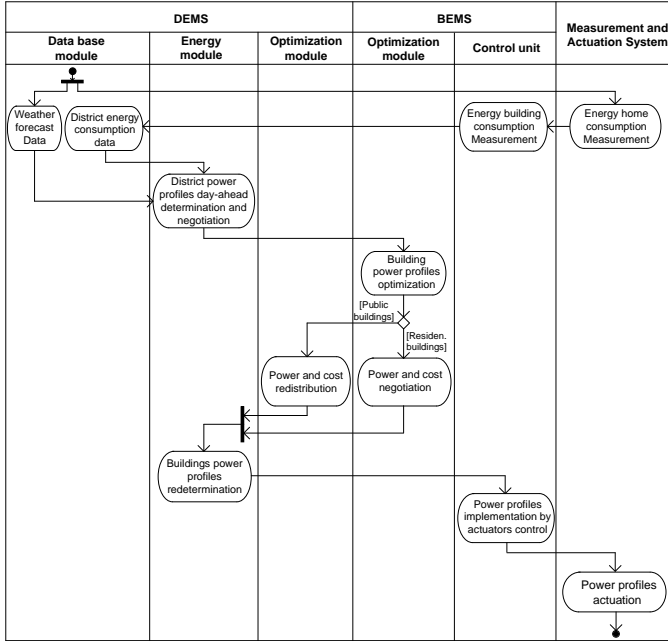 DEMS
BEMS
Measurement and
Actuation System
Data base
module
Energy
module
Optimization
module
Optimization
module
Control unit
Weather
forecast
Data
District energy
consumption
data
Energy building
consumption
Measurement
Energy home
consumption
Measurement
District power
profiles day-ahead
determination and
negotiation
Building
power profiles
optimization
[Public
buildings]
[Residen.
buildings]
Power and cost
redistribution
Power and cost
negotiation
Buildings power
profiles
redetermination
Power profiles
implementation by
actuators control
Power profiles
actuation